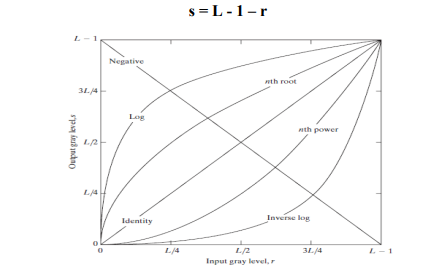 s = L - 1 – r
L − 1
Negative
nth root
3L/4
Log
nth power
Output gray level, s
L/2
L/4
Identity
Inverse log
0
0 L/4 L/2 3L/4 L − 1
Input gray level, r